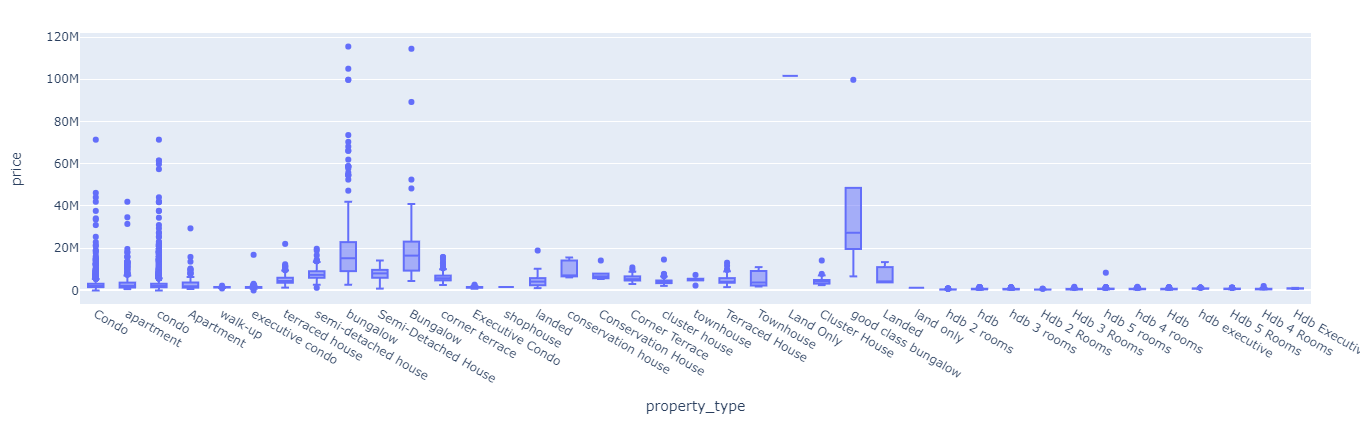 120M
100M
80M
60M
40M
20M
0
price
Condo
apartment
condo
Apartment
walk-up
executive condo
terraced house
semi-detached house
bungalow
Semi-Detached House
Bungalow
corner terrace
Executive Condo
shophouse
landed
conservation house
Conservation House
Corner Terrace
cluster house
townhouse
Terraced House
Townhouse
Land Only
Cluster House
good class bungalow
Landed
land only
hdb 2 rooms
hdb
hdb 3 rooms
Hdb 2 Rooms
Hdb 3 Rooms
hdb 5 rooms
hdb 4 rooms
Hdb
hdb executive
Hdb 5 Rooms
Hdb 4 Rooms
Hdb Executive
property_type